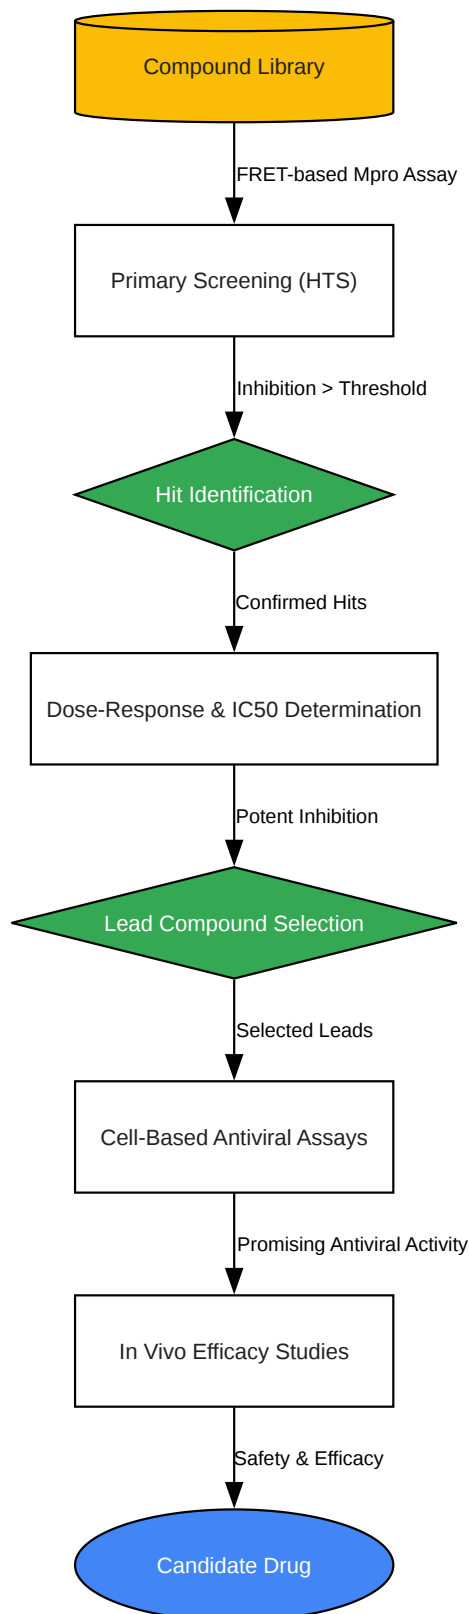 Compound Library
FRET-based Mpro Assay
Primary Screening (HTS)
Inhibition > Threshold
Hit Identification
Confirmed Hits
Dose-Response & IC50 Determination
Potent Inhibition
Lead Compound Selection
Selected Leads
Cell-Based Antiviral Assays
Promising Antiviral Activity
In Vivo Efficacy Studies
Safety & Efficacy
Candidate Drug